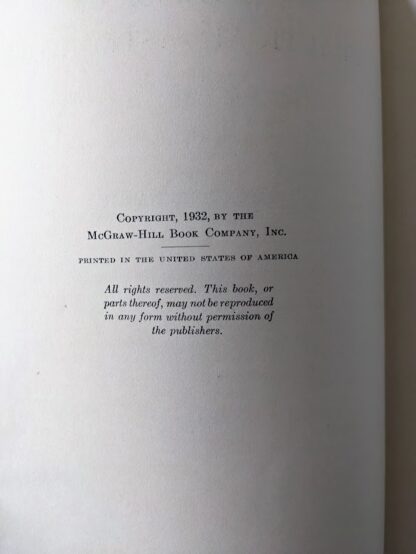 Copyright, 1932, by the
McGraw-Hill Book Company, Inc.
PRINTED IN THE UNITED STATES OF AMERICA
All rights reserved. This book, or
parts thereof, may not be reproduced
in any form without permission of
the publishers.